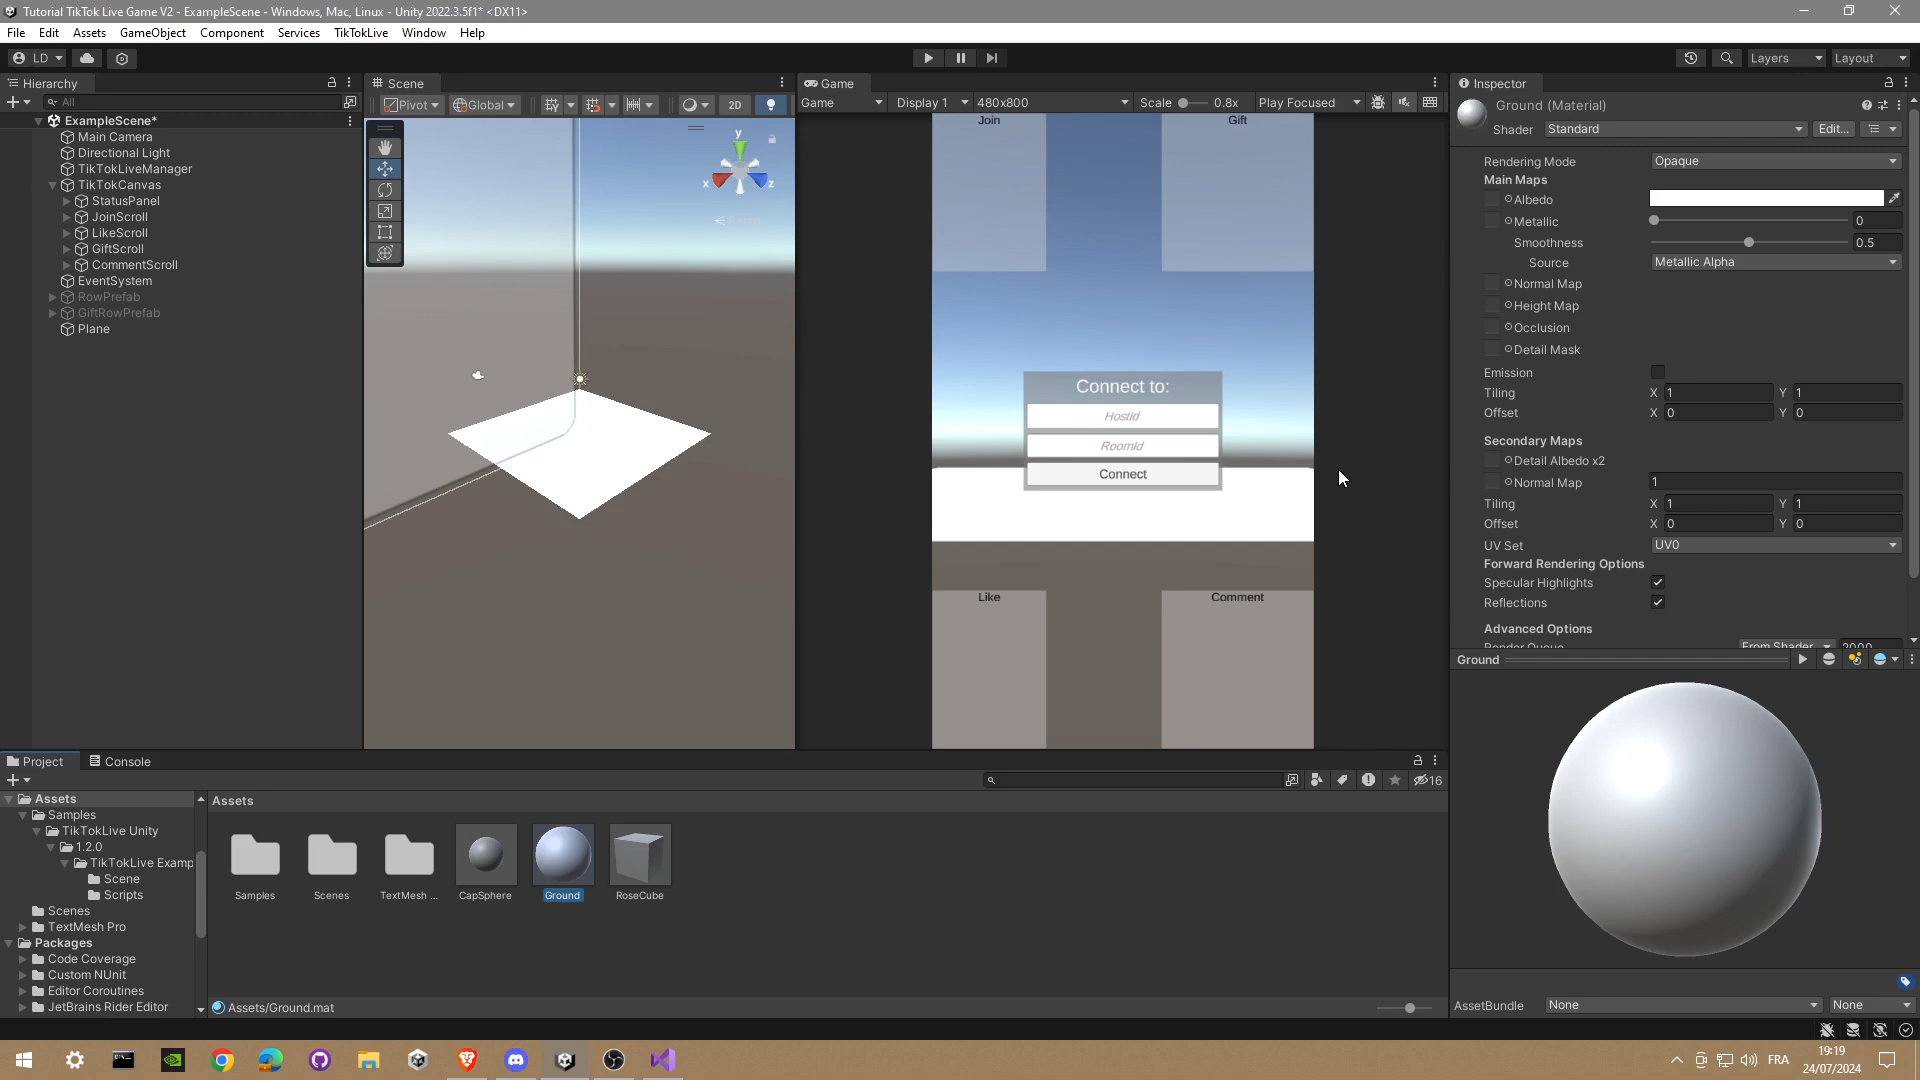 Tutorial TikTok Live Game V2 - ExampleScene - Windows, Mac, Linux - Unity 2022.3.5f1* <DX11>
File Edit Assets GameObject Component Services TikTokLive Window Help
LD Layers Layout
Hierarchy
All
ExampleScene*
Main Camera
Directional Light
TikTokLiveManager
TikTokCanvas
StatusPanel
JoinScroll
LikeScroll
GiftScroll
CommentScroll
EventSystem
RowPrefab
GiftRowPrefab
Plane
Scene
Pivot Global 2D
y
x z
Game
Game Display 1 480x800 Scale 0.8x Play Focused
Join Gift
Connect to:
HostId
RoomId
Connect
Like Comment
Inspector
Ground (Material)
Shader Standard Edit...
Rendering Mode Opaque
Main Maps
Albedo
Metallic 0
Smoothness 0.5
Source Metallic Alpha
Normal Map
Height Map
Occlusion
Detail Mask
Emission
Tiling X 1 Y 1
Offset X 0 Y 0
Secondary Maps
Detail Albedo x2
Normal Map 1
Tiling X 1 Y 1
Offset X 0 Y 0
UV Set UV0
Forward Rendering Options
Specular Highlights
Reflections
Advanced Options
Render Queue From Shader 2000
Ground
AssetBundle None None
Project Console
16
Assets
Samples
TikTokLive Unity
1.2.0
TikTokLive Examp
Scene
Scripts
Scenes
TextMesh Pro
Packages
Code Coverage
Custom NUnit
Editor Coroutines
JetBrains Rider Editor
Assets
Samples Scenes TextMesh ... CapSphere Ground RoseCube
Assets/Ground.mat
FRA
19:19
24/07/2024